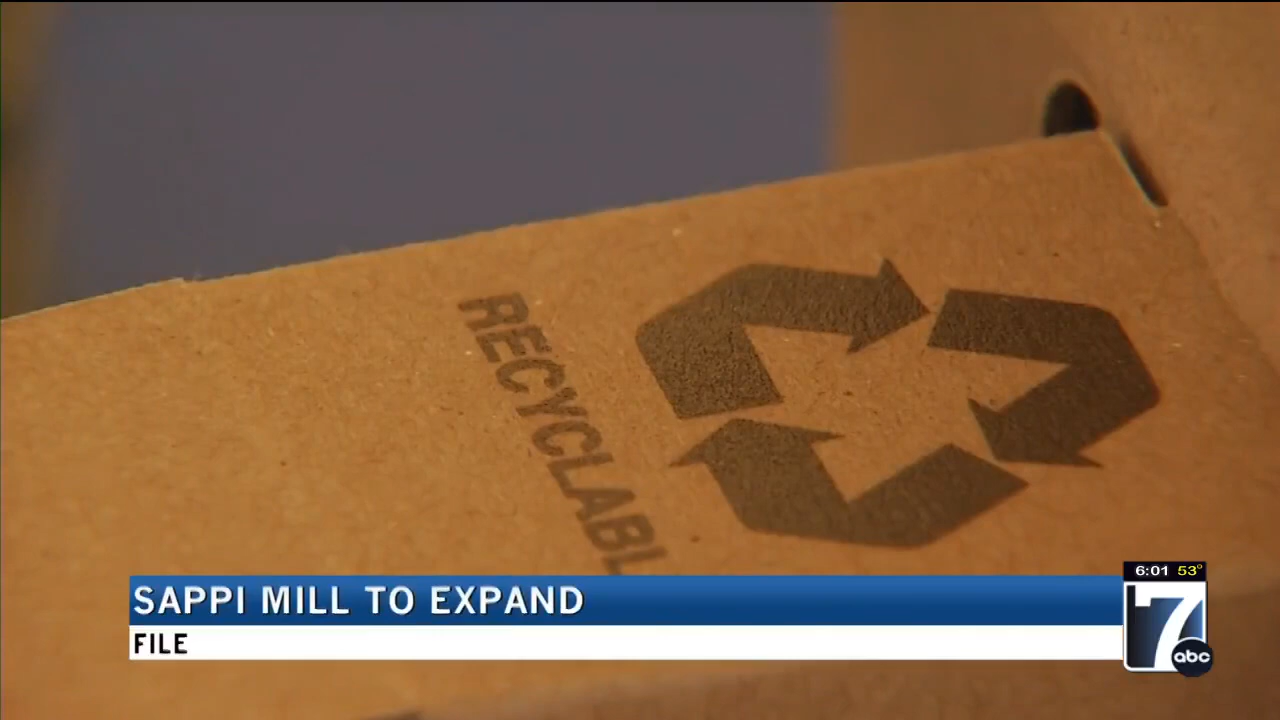 RECYCLABL
SAPPI MILL TO EXPAND
FILE
6:01 53°
7
abc